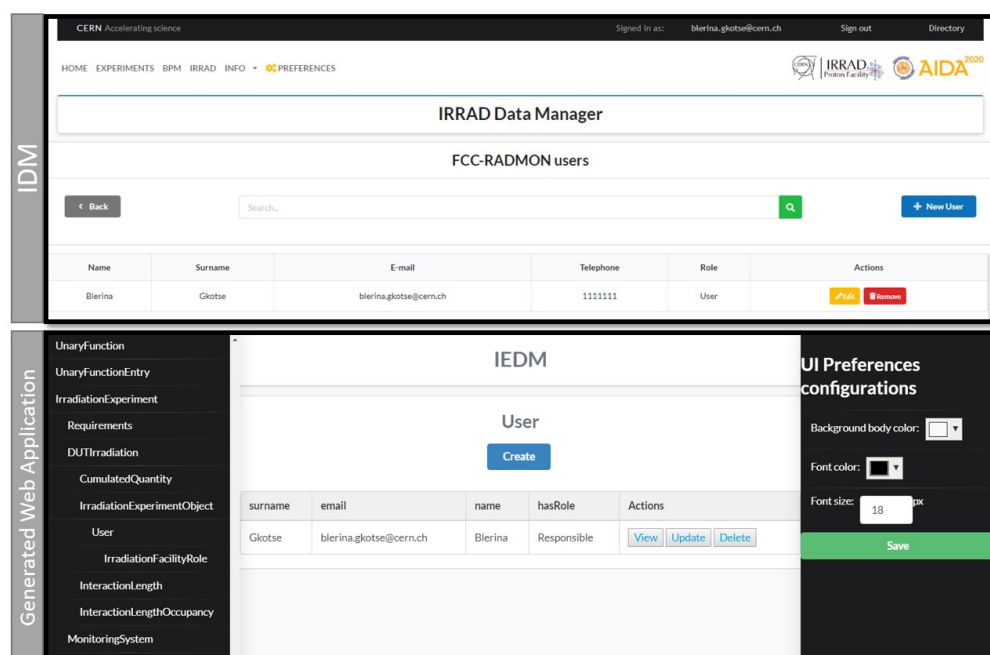 IDM
CERN Accelerating science Signed in as: blerina.gkotse@cern.ch Sign out Directory
HOME EXPERIMENTS BPM IRRAD INFO PREFERENCES
CERN IRRAD Proton Facility AIDA 2020
IRRAD Data Manager
FCC-RADMON users
< Back Search... + New User
Name Surname E-mail Telephone Role Actions
Blerina Gkotse blerina.gkotse@cern.ch 1111111 User Edit Remove
Generated Web Application
UnaryFunction
UnaryFunctionEntry
IrradiationExperiment
Requirements
DUTIrradiation
CumulatedQuantity
IrradiationExperimentObject
User
IrradiationFacilityRole
InteractionLength
InteractionLengthOccupancy
MonitoringSystem
IEDM
User
Create
surname email name hasRole Actions
Gkotse blerina.gkotse@cern.ch Blerina Responsible View Update Delete
UI Preferences
configurations
Background body color:
Font color:
Font size: 18 px
Save